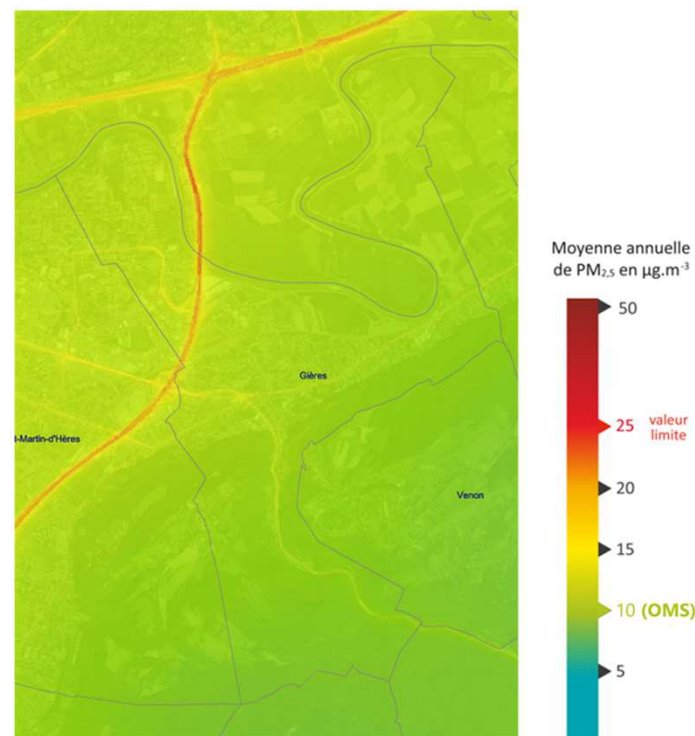 Moyenne annuelle
de PM2,5 en µg.m-3
50
25 valeur
limite
20
15
10 (OMS)
5
Gières
t-Martin-d'Hères
Venon